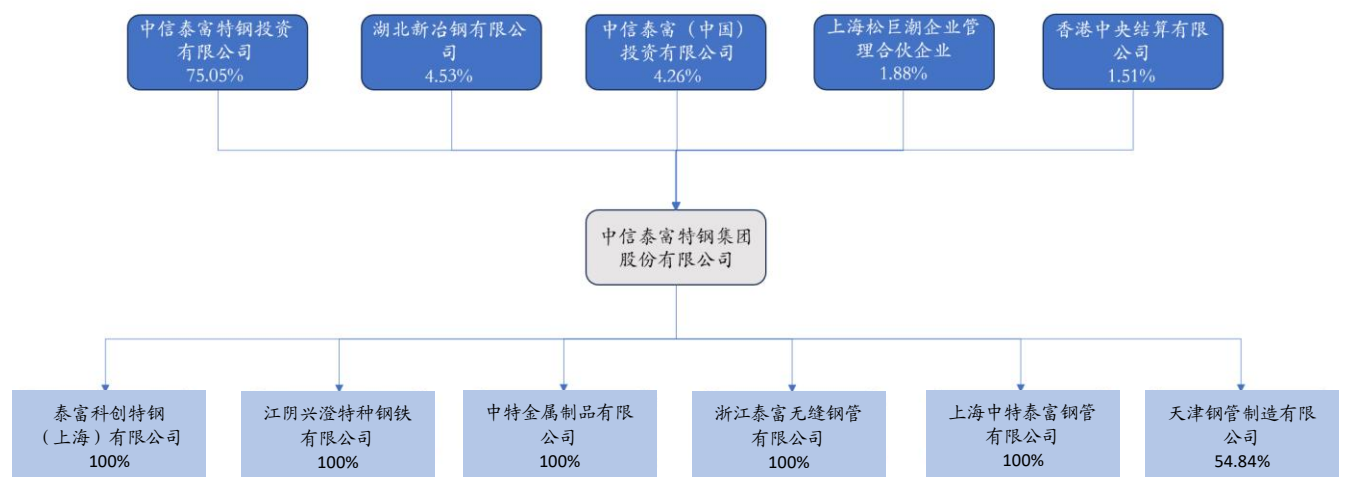 中信泰富特钢投资
有限公司
75.05%
湖北新冶钢有限公
司
4.53%
中信泰富（中国）
投资有限公司
4.26%
上海松巨潮企业管
理合伙企业
1.88%
香港中央结算有限
公司
1.51%
中信泰富特钢集团
股份有限公司
泰富科创特钢
（上海）有限公司
100%
江阴兴澄特种钢铁
有限公司
100%
中特金属制品有限
公司
100%
浙江泰富无缝钢管
有限公司
100%
上海中特泰富钢管
有限公司
100%
天津钢管制造有限
公司
54.84%